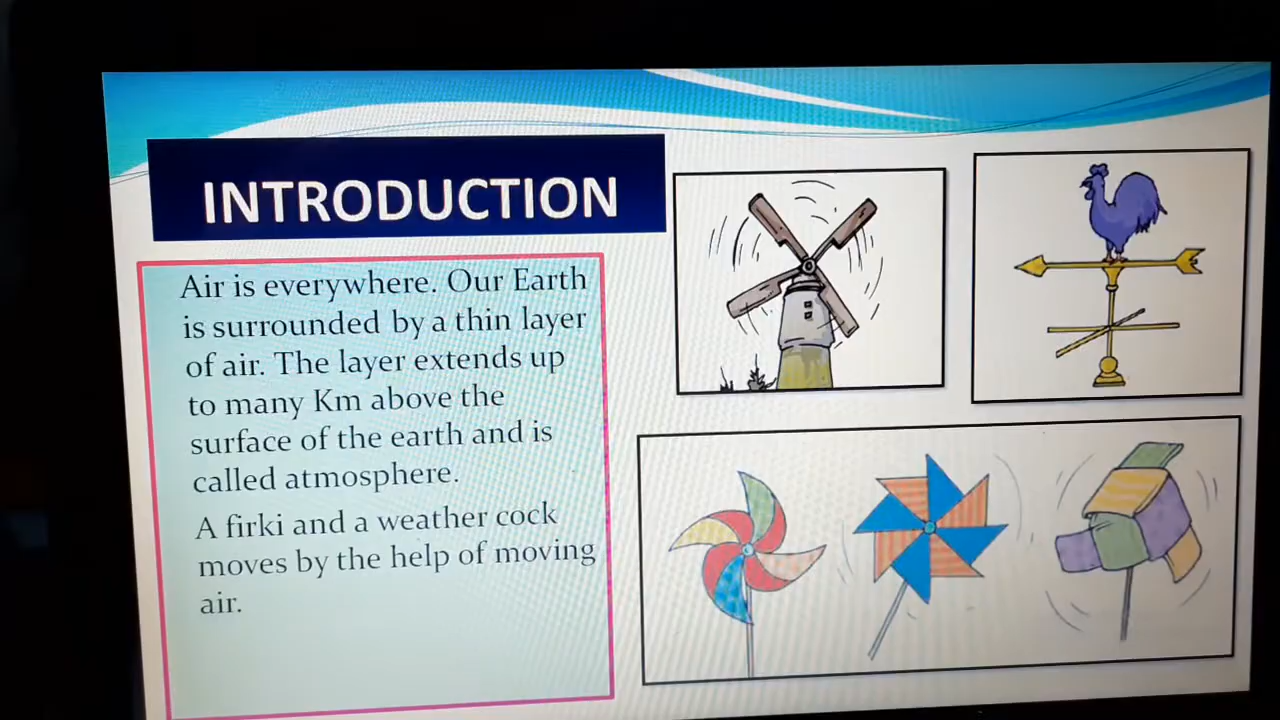 INTRODUCTION
Air is everywhere. Our Earth
is surrounded by a thin layer
of air. The layer extends up
to many Km above the
surface of the earth and is
called atmosphere.
A firki and a weather cock
moves by the help of moving
air.